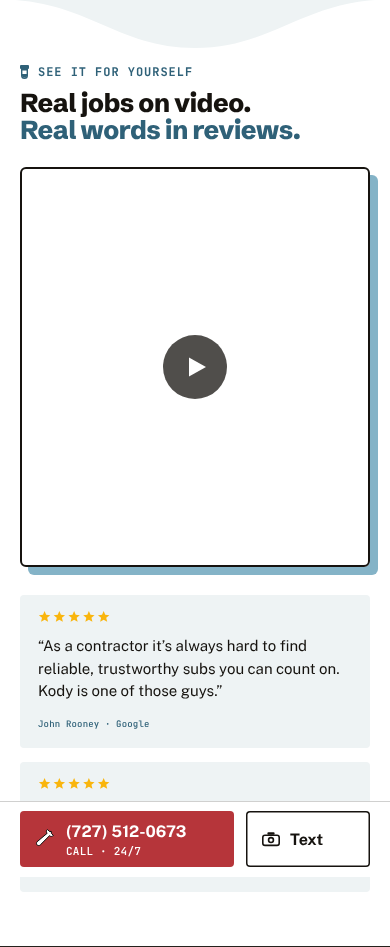 SEE IT FOR YOURSELF
Real jobs on video.
Real words in reviews.
“As a contractor it’s always hard to find
reliable, trustworthy subs you can count on.
Kody is one of those guys.”
John Rooney · Google
(727) 512-0673
CALL · 24/7
Text